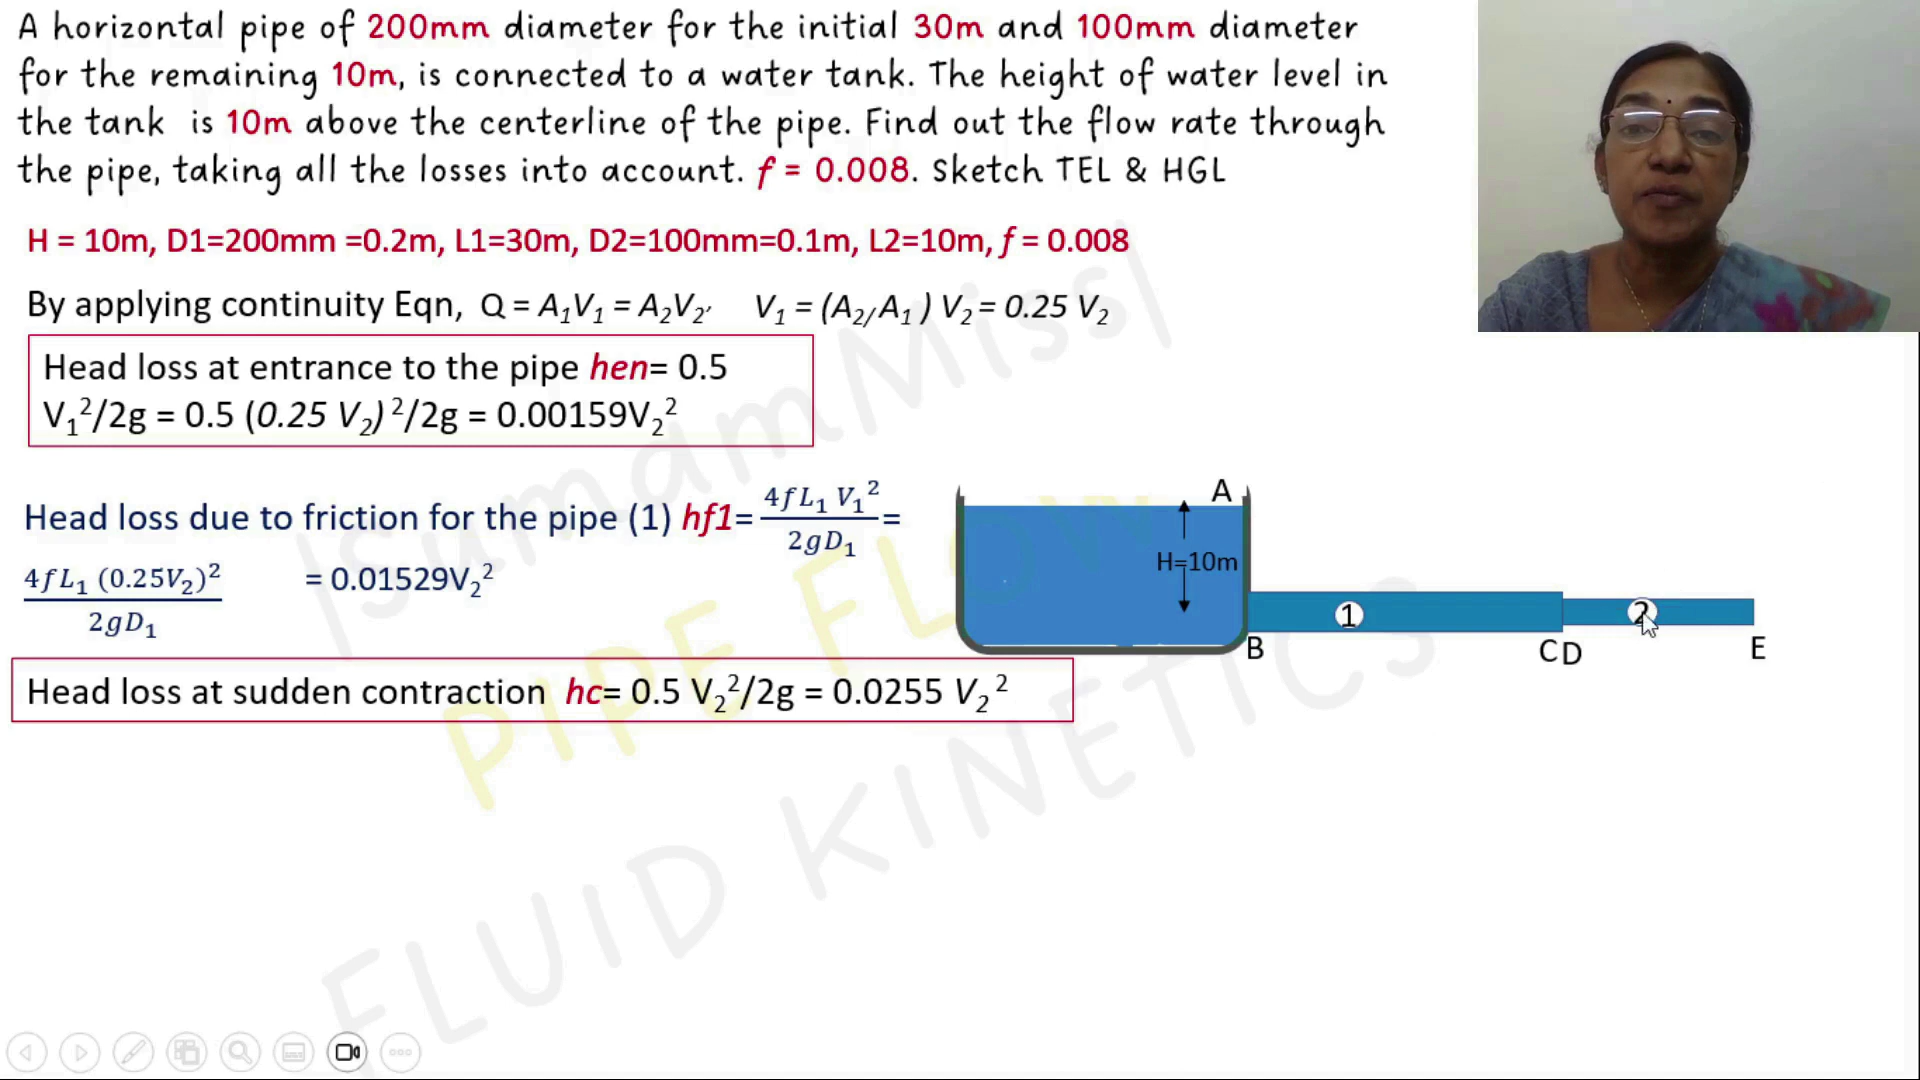 A horizontal pipe of 200mm diameter for the initial 30m and 100mm diameter
for the remaining 10m, is connected to a water tank. The height of water level in
the tank is 10m above the centerline of the pipe. Find out the flow rate through
the pipe, taking all the losses into account. f = 0.008. Sketch TEL & HGL
H = 10m, D1=200mm =0.2m, L1=30m, D2=100mm=0.1m, L2=10m, f = 0.008
By applying continuity Eqn, Q = A₁V₁ = A₂V₂, V₁ = (A₂/A₁ ) V₂ = 0.25 V₂
Head loss at entrance to the pipe hen= 0.5
V₁²/2g = 0.5 (0.25 V₂) ²/2g = 0.00159V₂²
Head loss due to friction for the pipe (1) hf1= 4fL₁ V₁² / 2gD₁ =
4fL₁ (0.25V₂)² / 2gD₁ = 0.01529V₂²
Head loss at sudden contraction hc= 0.5 V₂²/2g = 0.0255 V₂ ²
A
H=10m
1
2
B
C D
E
|SumamMiss|
PIPE FLOW
FLUID KINETICS